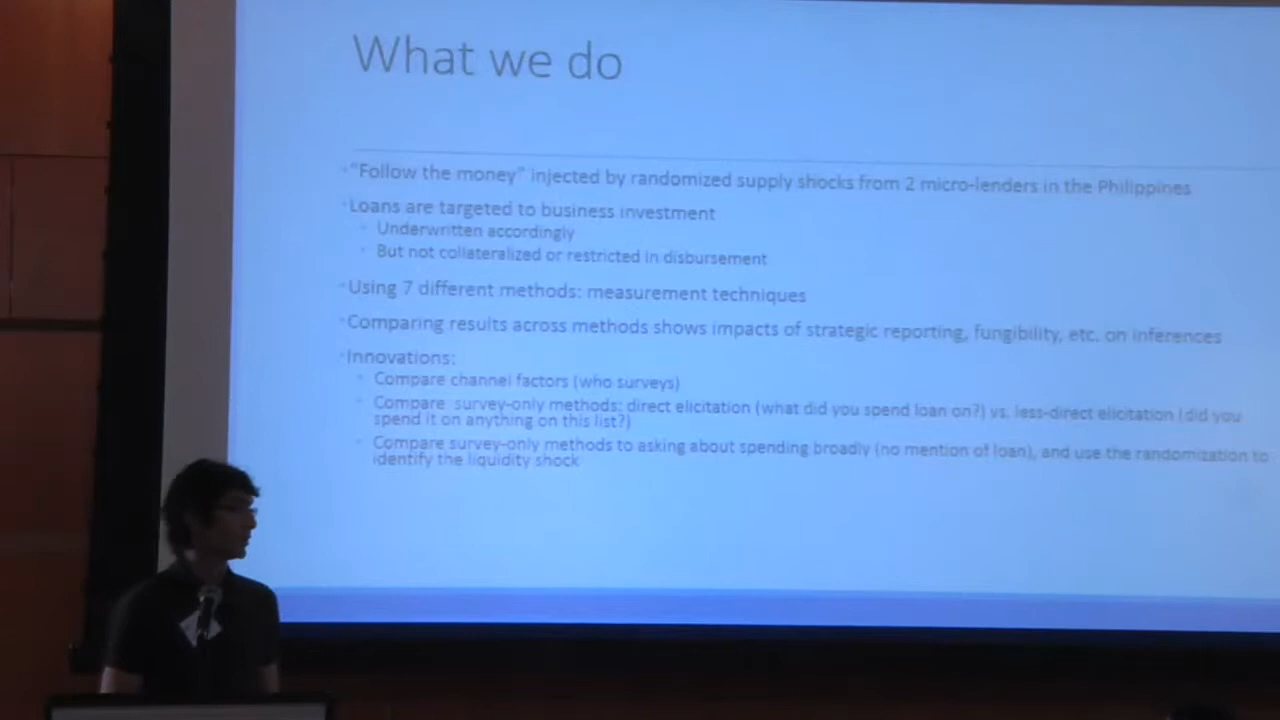 What we do
"Follow the money" injected by randomized supply shocks from 2 micro-lenders in the Philippines
Loans are targeted to business investment
Underwritten accordingly
But not collateralized or restricted in disbursement
Using 7 different methods: measurement techniques
Comparing results across methods shows impacts of strategic reporting, fungibility, etc. on inferences
Innovations:
Compare channel factors (who surveys)
Compare survey-only methods: direct elicitation (what did you spend loan on?) vs. less-direct elicitation (did you
spend it on anything on this list?)
Compare survey-only methods to asking about spending broadly (no mention of loan), and use the randomization to
identify the liquidity shock